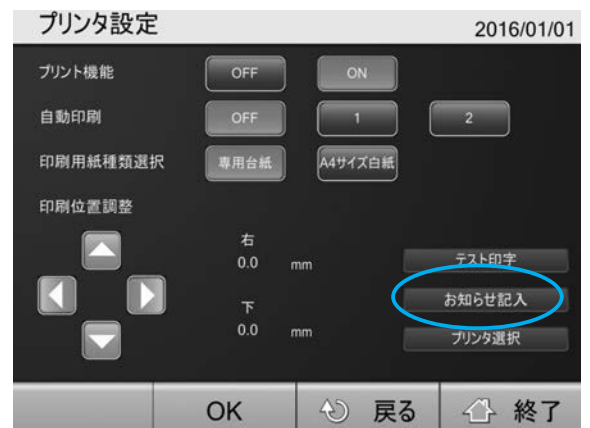 プリンタ設定 2016/01/01
プリント機能 OFF ON
自動印刷 OFF 1 2
印刷用紙種類選択 専用台紙 A4サイズ白紙
印刷位置調整
右
0.0 mm
テスト印字
お知らせ記入
下
0.0 mm
プリンタ選択
OK 戻る 終了